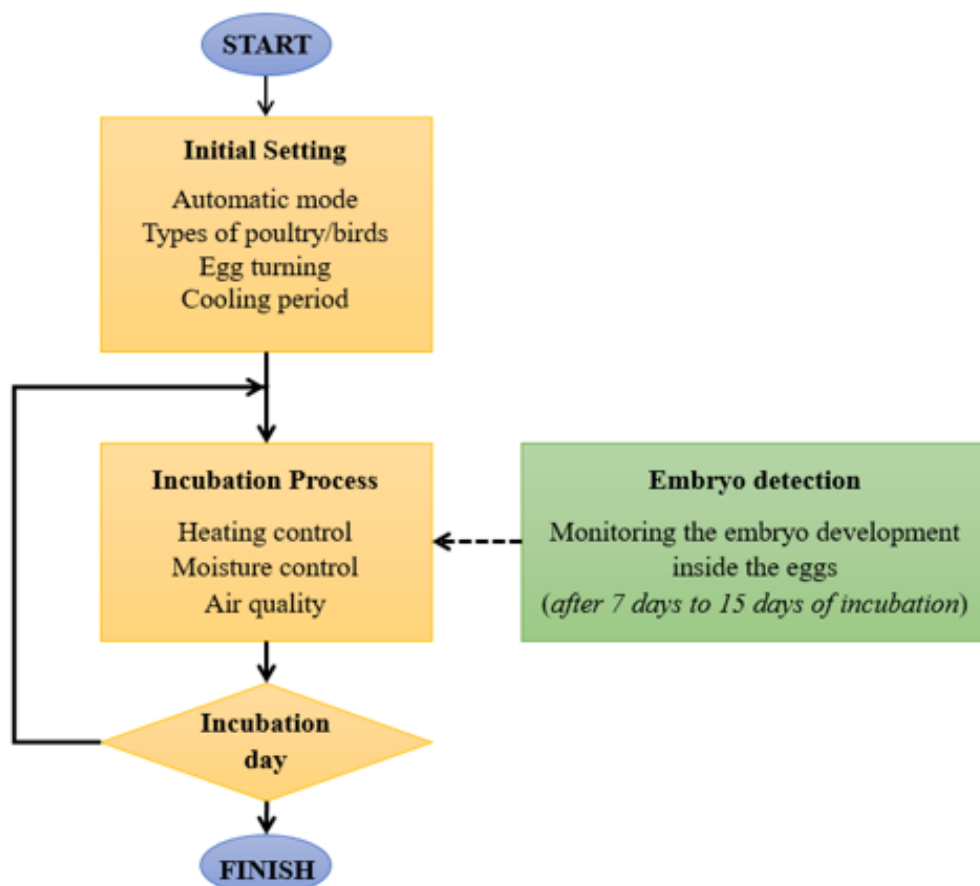 START
Initial Setting
Automatic mode
Types of poultry/birds
Egg turning
Cooling period
Incubation Process
Heating control
Moisture control
Air quality
Embryo detection
Monitoring the embryo development
inside the eggs
(after 7 days to 15 days of incubation)
Incubation
day
FINISH